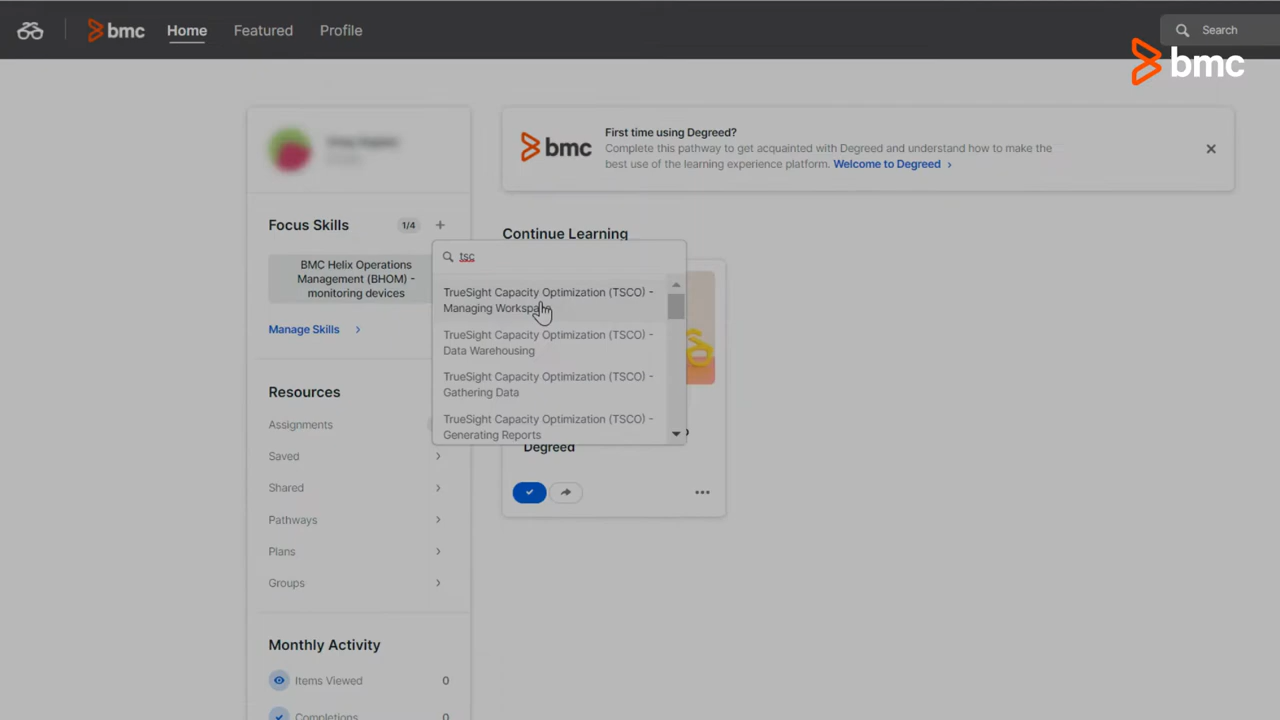 bmc
Home
Featured
Profile
Search
bmc
bmc
First time using Degreed?
Complete this pathway to get acquainted with Degreed and understand how to make the
best use of the learning experience platform. Welcome to Degreed
Focus Skills
1/4
BMC Helix Operations
Management (BHOM) -
monitoring devices
Manage Skills
Continue Learning
tsc
TrueSight Capacity Optimization (TSCO) -
Managing Workspace
TrueSight Capacity Optimization (TSCO) -
Data Warehousing
TrueSight Capacity Optimization (TSCO) -
Gathering Data
TrueSight Capacity Optimization (TSCO) -
Generating Reports
Degreed
Resources
Assignments
Saved
Shared
Pathways
Plans
Groups
Monthly Activity
Items Viewed
0
Completions
0